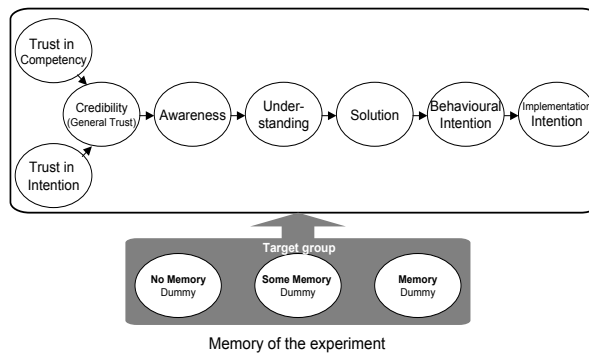 Trust in
Competency
Credibility
(General Trust)
Awareness
Under-
standing
Solution
Behavioural
Intention
Implementation
Intention
Trust in
Intention
Target group
No Memory
Dummy
Some Memory
Dummy
Memory
Dummy
Memory of the experiment